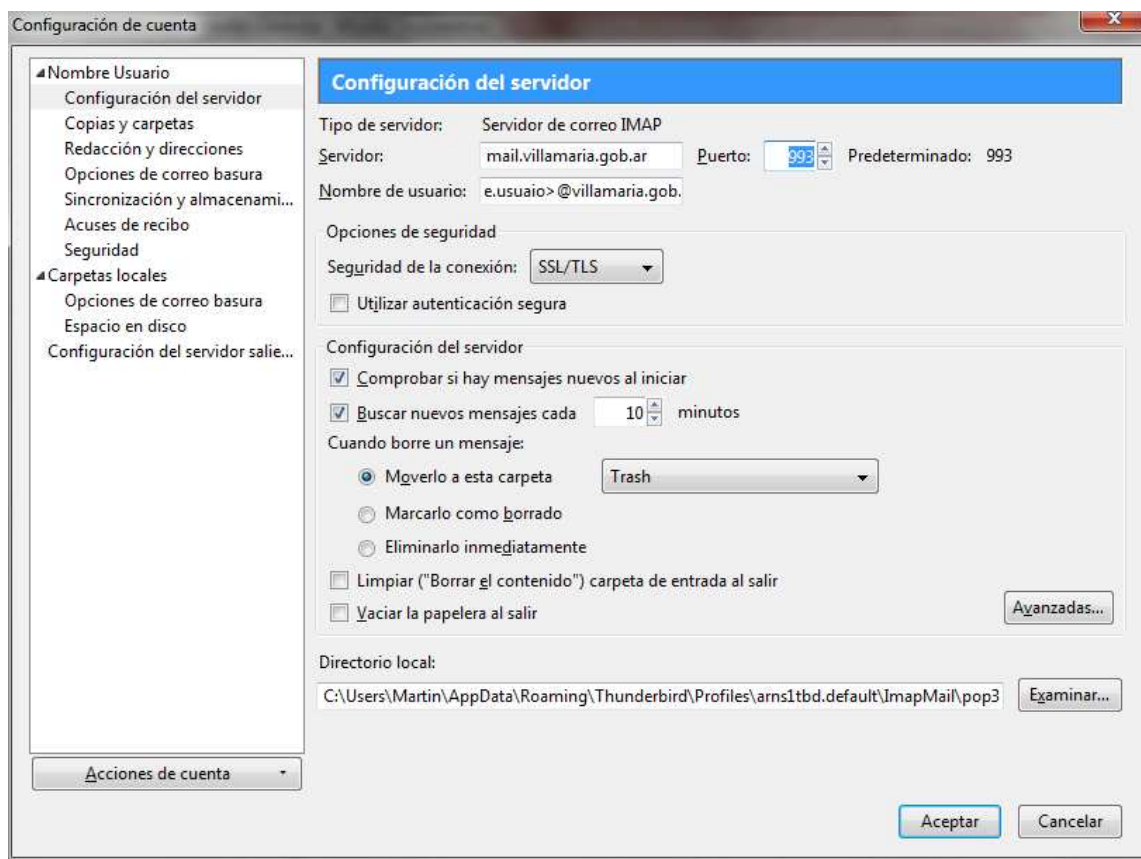 Configuración de cuenta
Nombre Usuario
Configuración del servidor
Copias y carpetas
Redacción y direcciones
Opciones de correo basura
Sincronización y almacenami...
Acuses de recibo
Seguridad
Carpetas locales
Opciones de correo basura
Espacio en disco
Configuración del servidor salie...
Acciones de cuenta
Configuración del servidor
Tipo de servidor: Servidor de correo IMAP
Servidor: mail.villamaria.gob.ar Puerto: 993 Predeterminado: 993
Nombre de usuario: e.usuaio>@villamaria.gob.
Opciones de seguridad
Seguridad de la conexión: SSL/TLS
Utilizar autenticación segura
Configuración del servidor
Comprobar si hay mensajes nuevos al iniciar
Buscar nuevos mensajes cada 10 minutos
Cuando borre un mensaje:
Moverlo a esta carpeta Trash
Marcarlo como borrado
Eliminarlo inmediatamente
Limpiar ("Borrar el contenido") carpeta de entrada al salir
Vaciar la papelera al salir
Avanzadas...
Directorio local:
C:\Users\Martin\AppData\Roaming\Thunderbird\Profiles\arns1tbd.default\ImapMail\pop3 Examinar...
Aceptar Cancelar